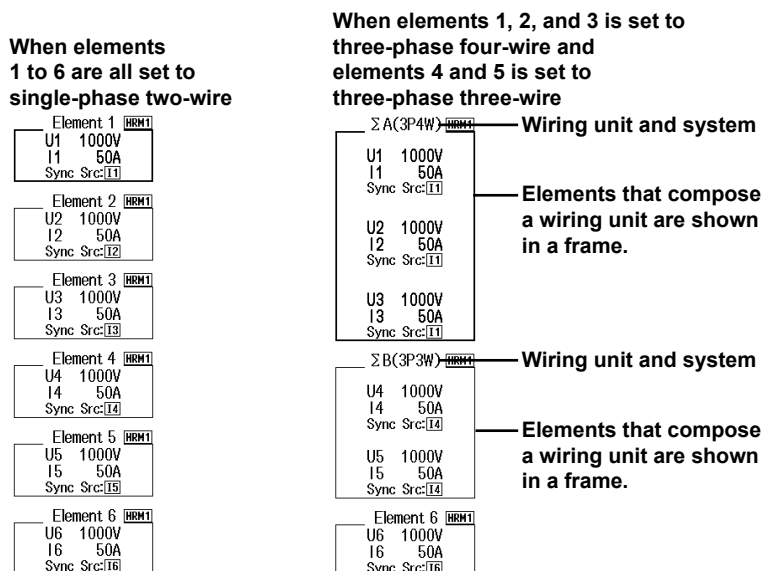 When elements
1 to 6 are all set to
single-phase two-wire
Element 1 HRM1
U1 1000V
I1 50A
Sync Src:I1
Element 2 HRM1
U2 1000V
I2 50A
Sync Src:I2
Element 3 HRM1
U3 1000V
I3 50A
Sync Src:I3
Element 4 HRM1
U4 1000V
I4 50A
Sync Src:I4
Element 5 HRM1
U5 1000V
I5 50A
Sync Src:I5
Element 6 HRM1
U6 1000V
I6 50A
Sync Src:I6
When elements 1, 2, and 3 is set to
three-phase four-wire and
elements 4 and 5 is set to
three-phase three-wire
ΣA(3P4W) HRM1
U1 1000V
I1 50A
Sync Src:I1
U2 1000V
I2 50A
Sync Src:I1
U3 1000V
I3 50A
Sync Src:I1
ΣB(3P3W) HRM1
U4 1000V
I4 50A
Sync Src:I4
U5 1000V
I5 50A
Sync Src:I4
Element 6 HRM1
U6 1000V
I6 50A
Sync Src:I6
Wiring unit and system
Elements that compose
a wiring unit are shown
in a frame.
Wiring unit and system
Elements that compose
a wiring unit are shown
in a frame.